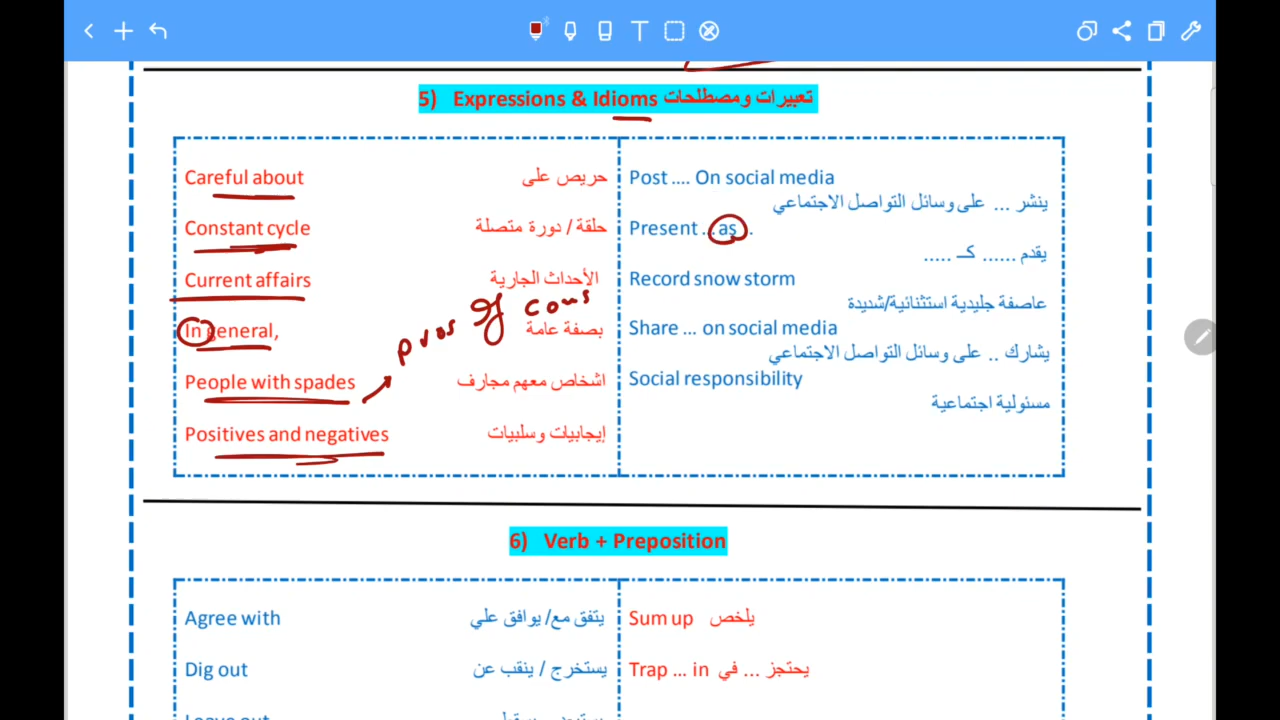 5) Expressions & Idioms تعبيرات ومصطلحات
Careful about حريص على
Constant cycle حلقة / دورة متصلة
Current affairs الأحداث الجارية
In general, بصفة عامة
pros of cons
People with spades اشخاص معهم مجارف
Positives and negatives إيجابيات وسلبيات
Post .... On social media
ينشر ... على وسائل التواصل الاجتماعي
Present ... as .
يقدم ...... كـ .....
Record snow storm
عاصفة جليدية استثنائية/شديدة
Share ... on social media
يشارك .. على وسائل التواصل الاجتماعي
Social responsibility
مسئولية اجتماعية
6) Verb + Preposition
Agree with يتفق مع/ يوافق علي
Dig out يستخرج / ينقب عن
Leave out
Sum up يلخص
Trap ... in يحتجز ... في